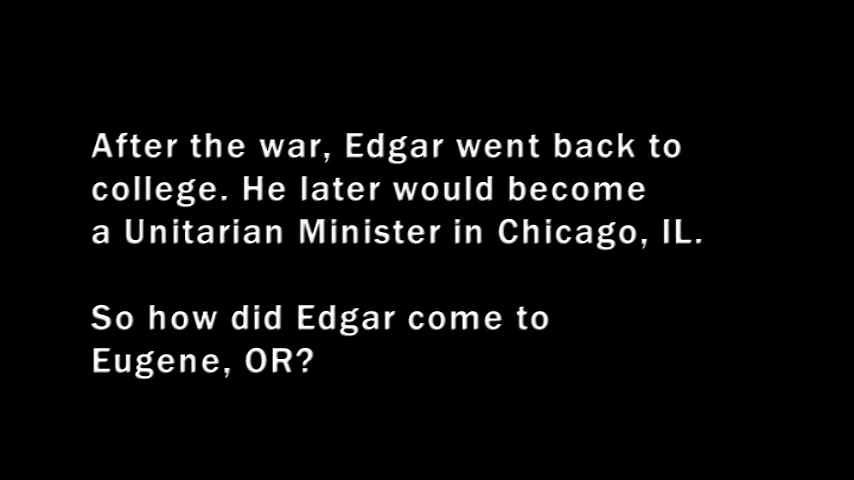 After the war, Edgar went back to
college. He later would become
a Unitarian Minister in Chicago, IL.
So how did Edgar come to
Eugene, OR?